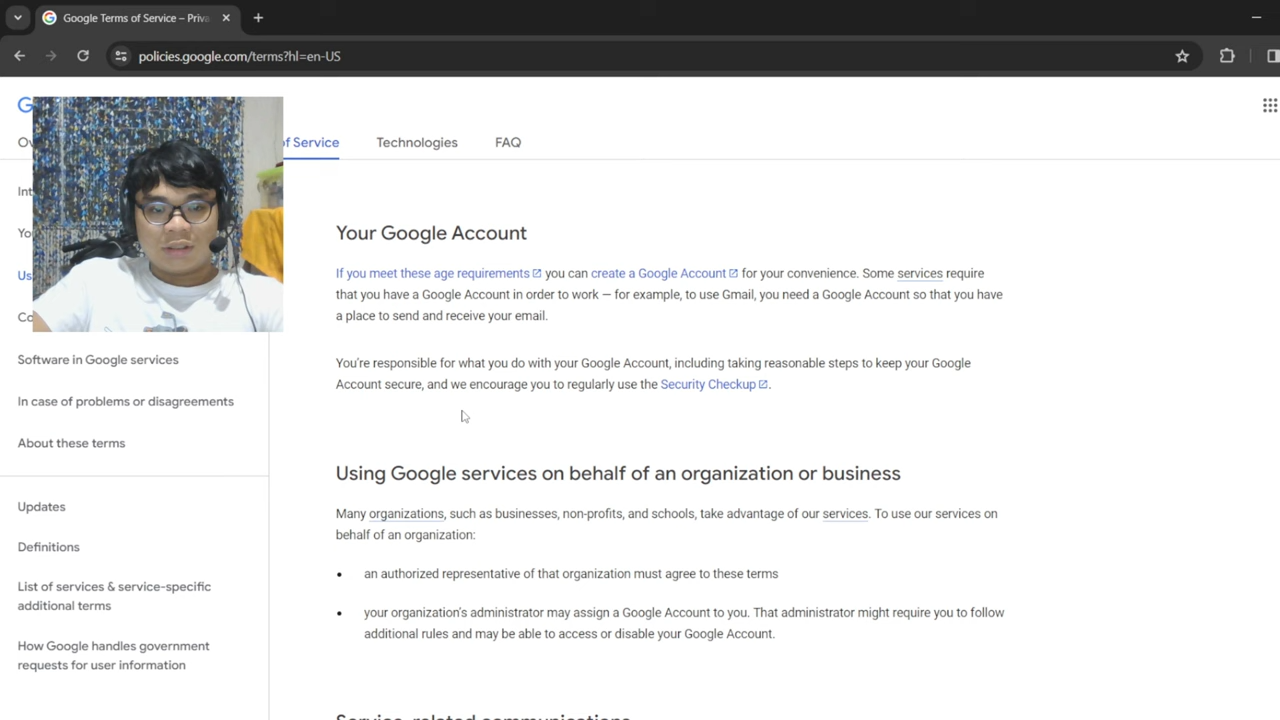 Google Terms of Service – Priva
policies.google.com/terms?hl=en-US
G
Ov
of Service
Technologies
FAQ
Int
Yo
Us
Co
Software in Google services
In case of problems or disagreements
About these terms
Updates
Definitions
List of services & service-specific
additional terms
How Google handles government
requests for user information
Your Google Account
If you meet these age requirements you can create a Google Account for your convenience. Some services require
that you have a Google Account in order to work — for example, to use Gmail, you need a Google Account so that you have
a place to send and receive your email.
You're responsible for what you do with your Google Account, including taking reasonable steps to keep your Google
Account secure, and we encourage you to regularly use the Security Checkup.
Using Google services on behalf of an organization or business
Many organizations, such as businesses, non-profits, and schools, take advantage of our services. To use our services on
behalf of an organization:
• an authorized representative of that organization must agree to these terms
• your organization's administrator may assign a Google Account to you. That administrator might require you to follow
additional rules and may be able to access or disable your Google Account.
Service-related communications